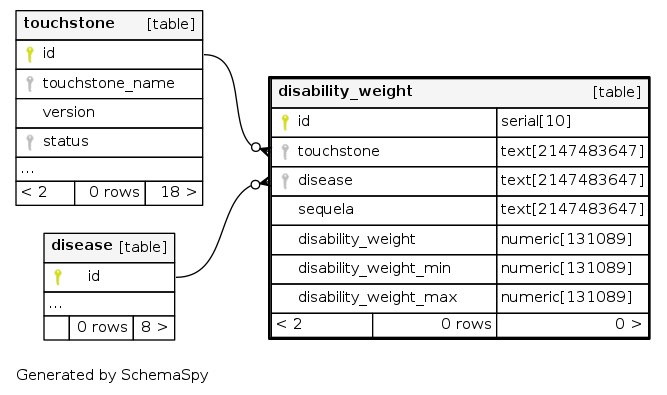 touchstone [table]
id
touchstone_name
version
status
...
< 2 0 rows 18 >
disability_weight [table]
id serial[10]
touchstone text[2147483647]
disease text[2147483647]
sequela text[2147483647]
disability_weight numeric[131089]
disability_weight_min numeric[131089]
disability_weight_max numeric[131089]
< 2 0 rows 0 >
disease [table]
id
...
0 rows 8 >
Generated by SchemaSpy